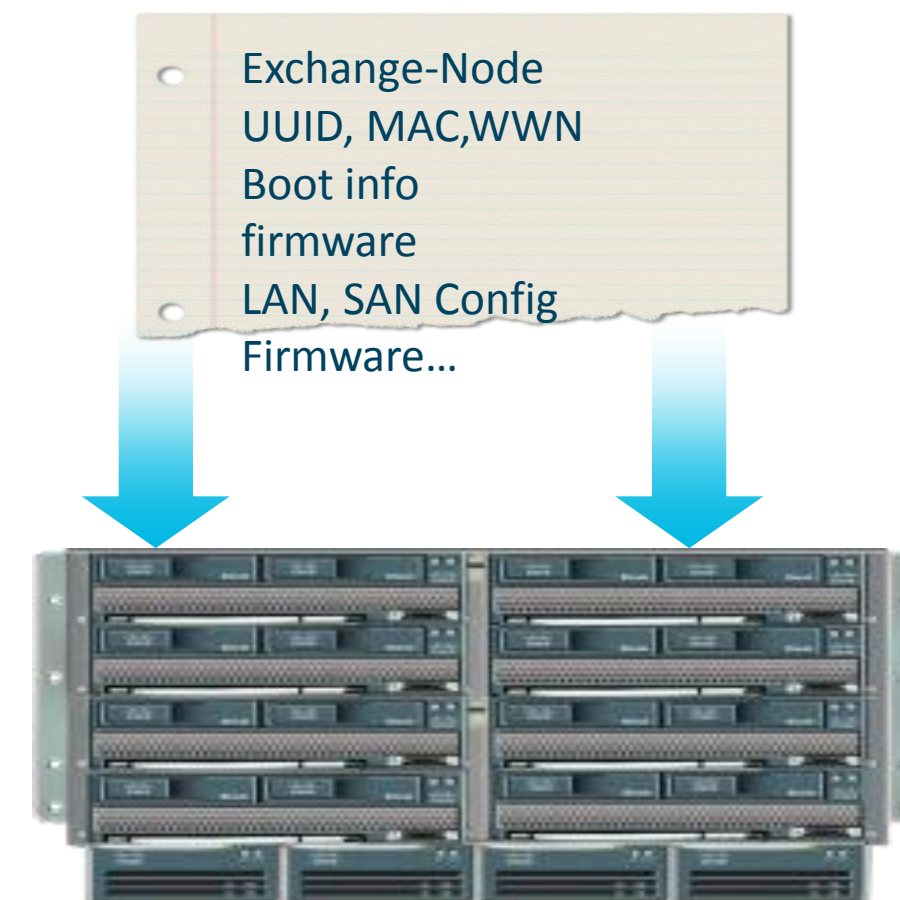 Exchange-Node
UUID, MAC,WWN
Boot info
firmware
LAN, SAN Config
Firmware…